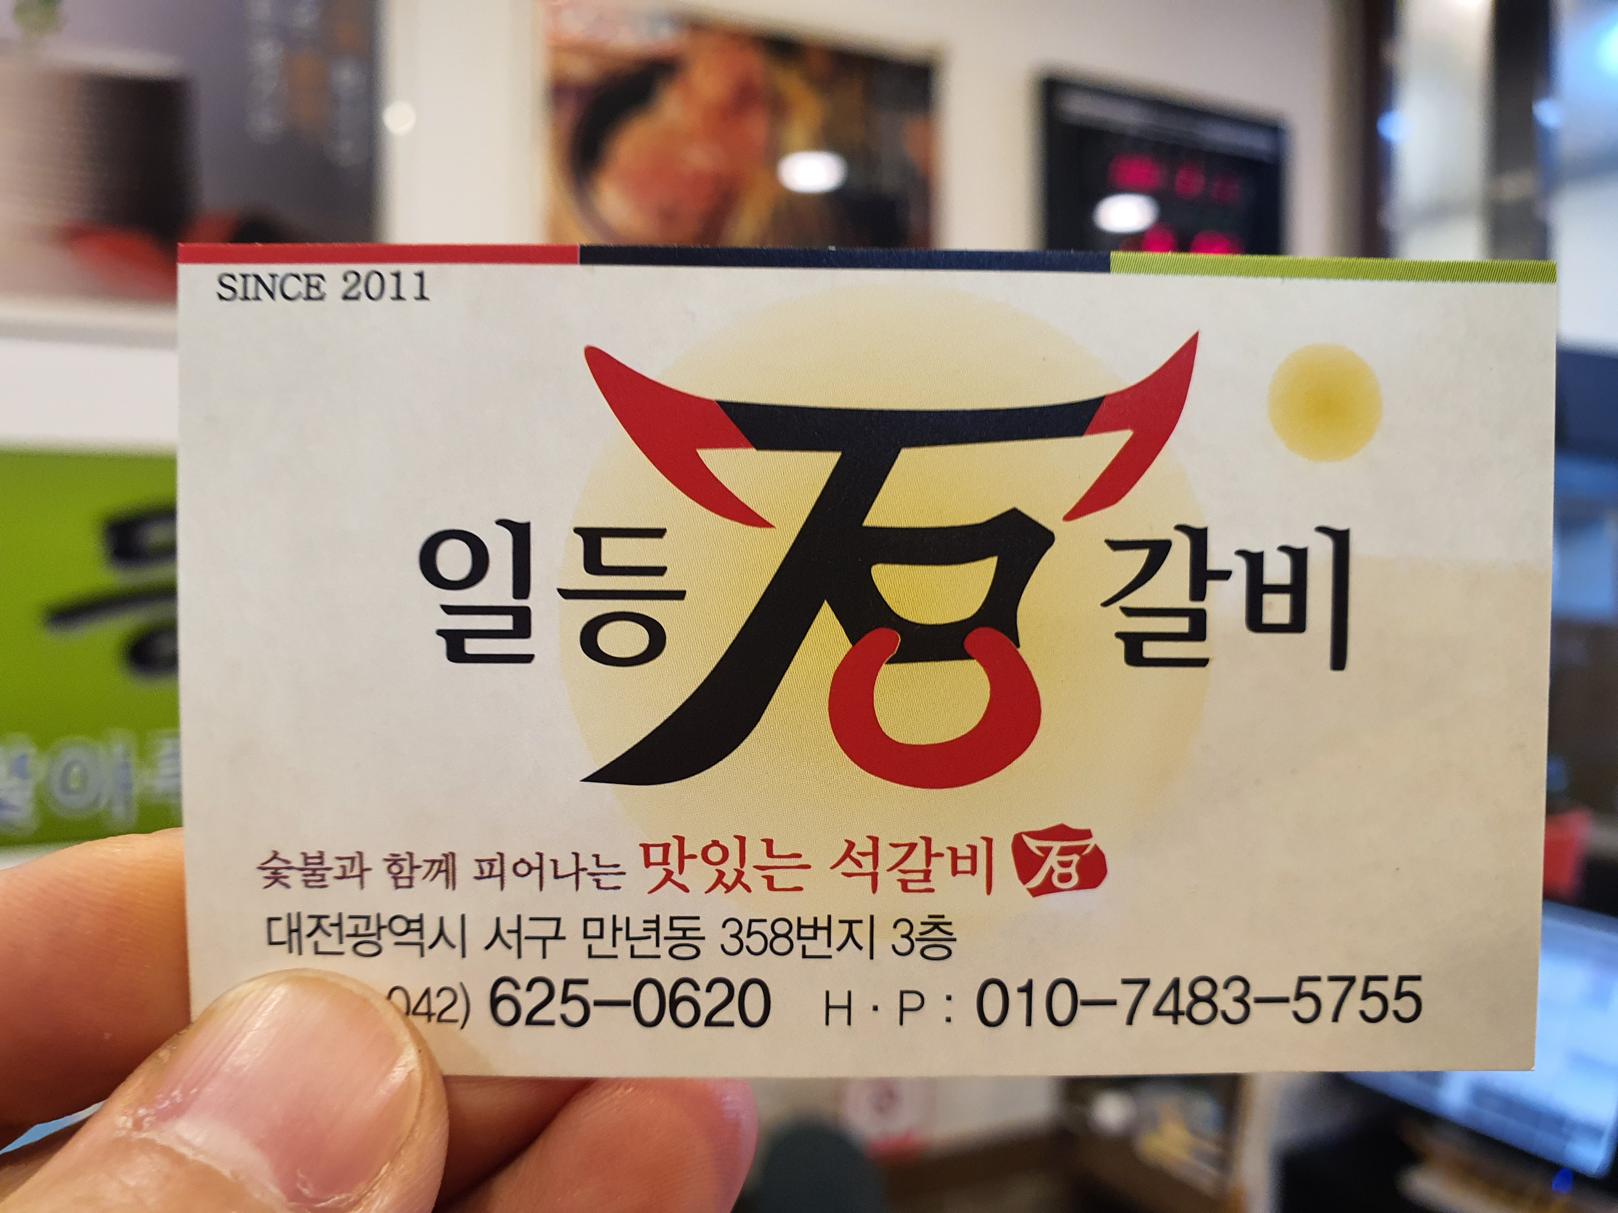 SINCE 2011
일등 石 갈비
숯불과 함께 피어나는 맛있는 석갈비 石
대전광역시 서구 만년동 358번지 3층
042) 625-0620 H·P: 010-7483-5755